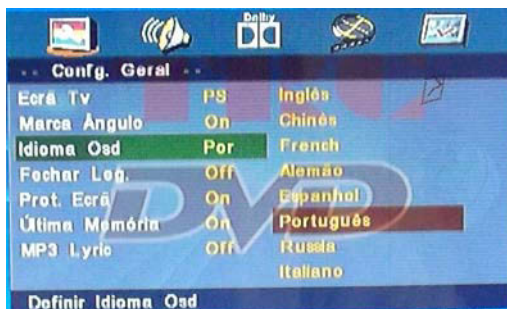 Dolby
-- Confg. Geral --
Ecrã Tv PS Inglês
Marca Ângulo On Chinês
Idioma Osd Por French
Fechar Leg. Off Alemão
Prot. Ecrã On Espanhol
Última Memória On Português
MP3 Lyric Off Russia
Italiano
DVD
Definir Idioma Osd